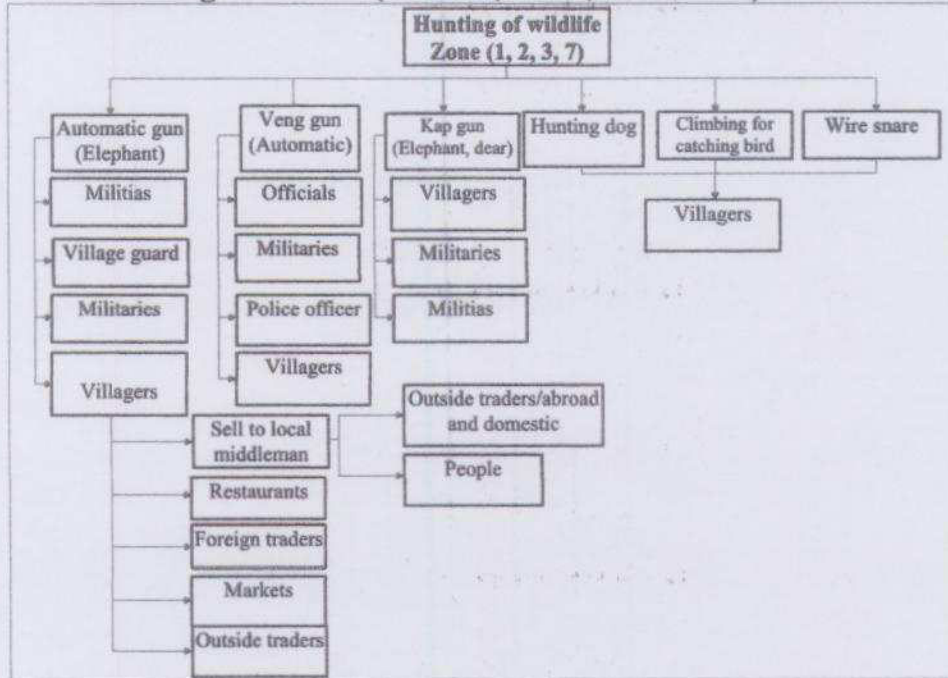 Hunting of wildlife
Zone (1, 2, 3, 7)
Automatic gun
(Elephant)
Veng gun
(Automatic)
Kap gun
(Elephant, dear)
Hunting dog
Climbing for
catching bird
Wire snare
Militias
Officials
Villagers
Villagers
Village guard
Militaries
Militaries
Militaries
Police officer
Militias
Villagers
Villagers
Sell to local
middleman
Outside traders/abroad
and domestic
People
Restaurants
Foreign traders
Markets
Outside traders